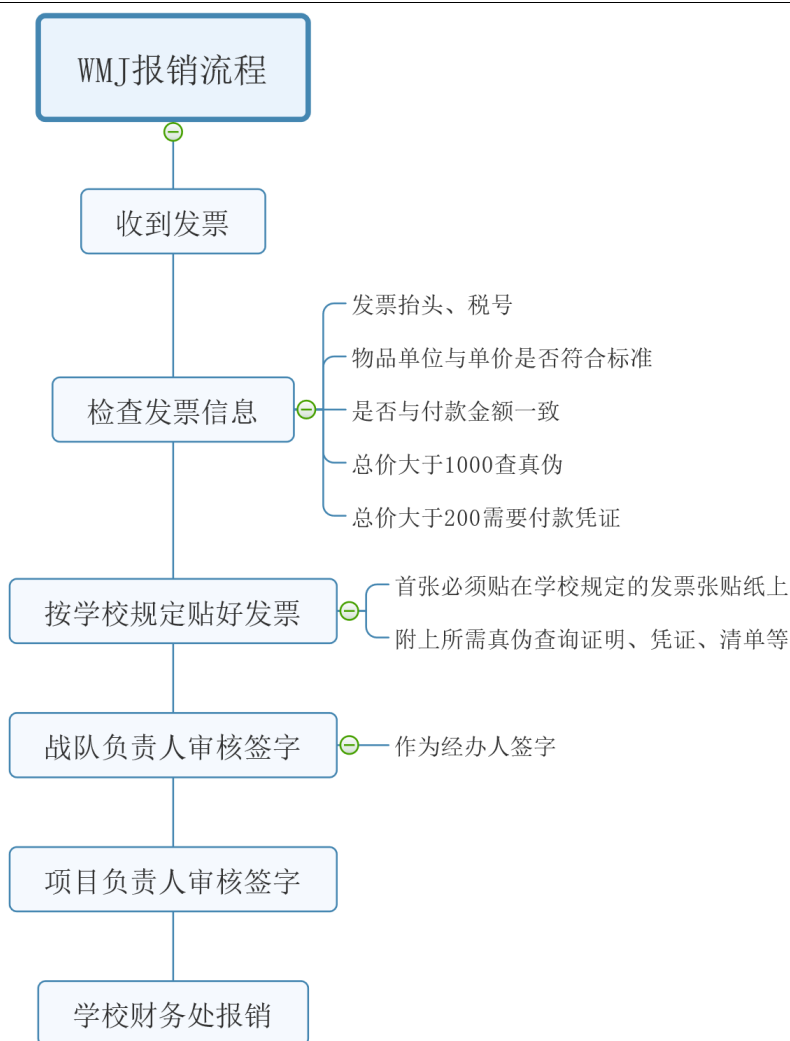 WMJ报销流程
收到发票
检查发票信息
发票抬头、税号
物品单位与单价是否符合标准
是否与付款金额一致
总价大于1000查真伪
总价大于200需要付款凭证
按学校规定贴好发票
首张必须贴在学校规定的发票张贴纸上
附上所需真伪查询证明、凭证、清单等
战队负责人审核签字
作为经办人签字
项目负责人审核签字
学校财务处报销